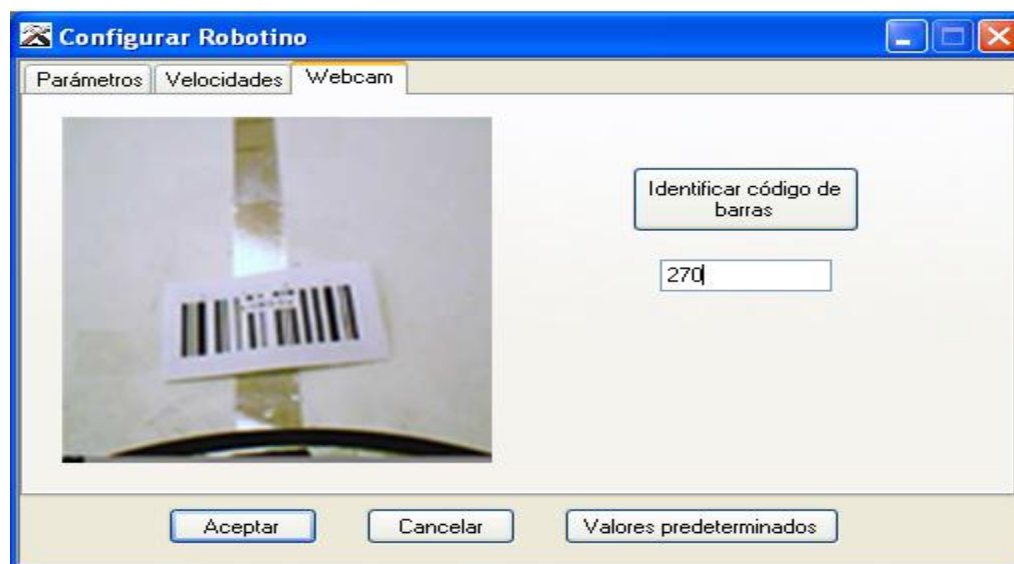 Configurar Robotino
Parámetros Velocidades Webcam
Identificar código de
barras
270
Aceptar Cancelar Valores predeterminados